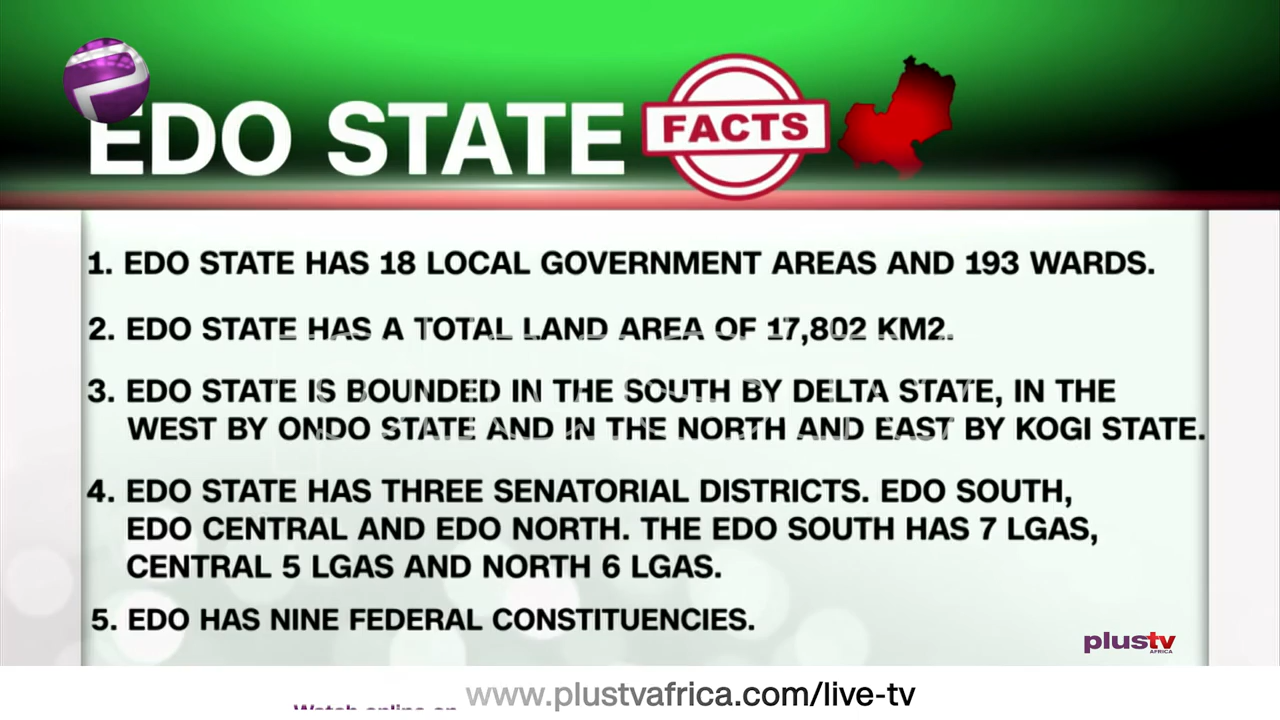 EDO STATE
FACTS
1. EDO STATE HAS 18 LOCAL GOVERNMENT AREAS AND 193 WARDS.
2. EDO STATE HAS A TOTAL LAND AREA OF 17,802 KM2.
3. EDO STATE IS BOUNDED IN THE SOUTH BY DELTA STATE, IN THE
WEST BY ONDO STATE AND IN THE NORTH AND EAST BY KOGI STATE.
4. EDO STATE HAS THREE SENATORIAL DISTRICTS. EDO SOUTH,
EDO CENTRAL AND EDO NORTH. THE EDO SOUTH HAS 7 LGAS,
CENTRAL 5 LGAS AND NORTH 6 LGAS.
5. EDO HAS NINE FEDERAL CONSTITUENCIES.
plustv
AFRICA
Watch online on www.plustvafrica.com/live-tv